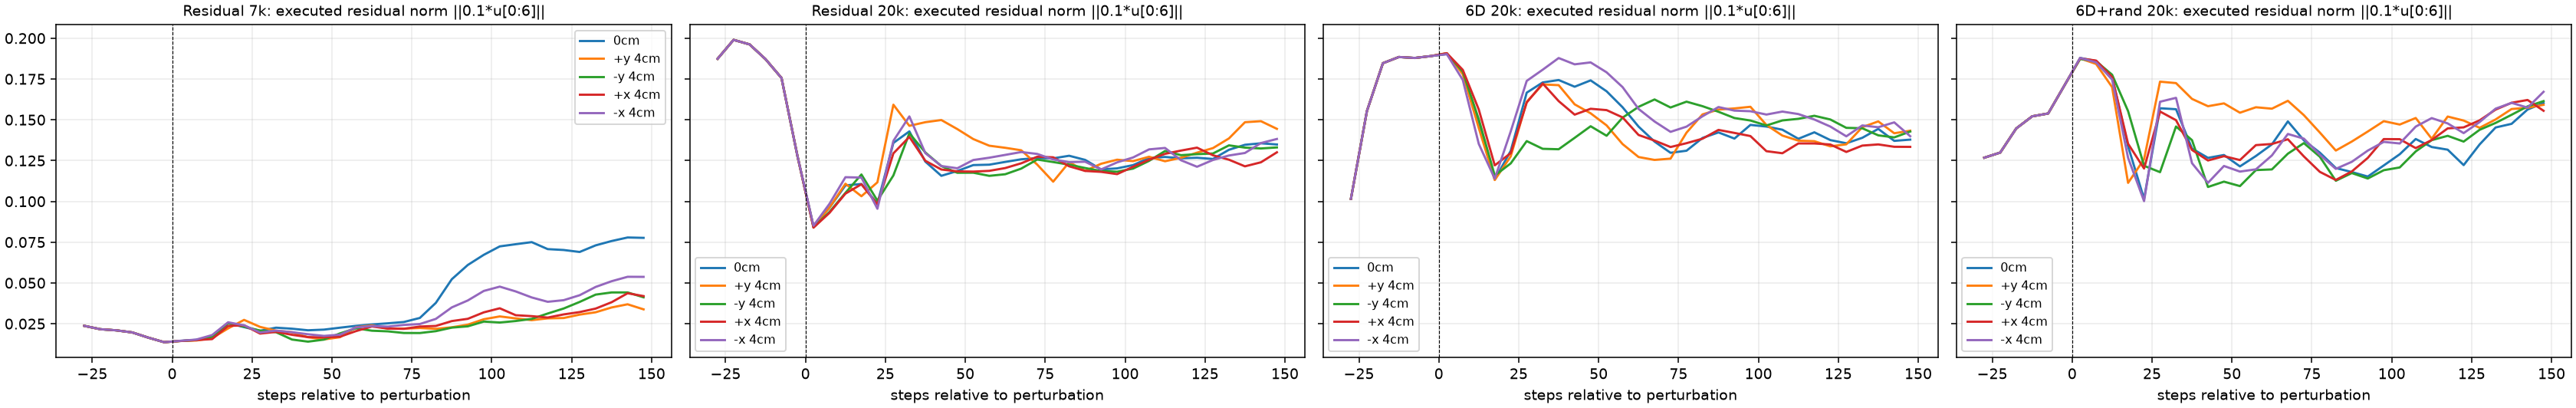 Residual 7k: executed residual norm ||0.1*u[0:6]||
0.200
0.175
0.150
0.125
0.100
0.075
0.050
0.025
−25 0 25 50 75 100 125 150
steps relative to perturbation
0cm
+y 4cm
-y 4cm
+x 4cm
-x 4cm
Residual 20k: executed residual norm ||0.1*u[0:6]||
0cm
+y 4cm
-y 4cm
+x 4cm
-x 4cm
−25 0 25 50 75 100 125 150
steps relative to perturbation
6D 20k: executed residual norm ||0.1*u[0:6]||
0cm
+y 4cm
-y 4cm
+x 4cm
-x 4cm
−25 0 25 50 75 100 125 150
steps relative to perturbation
6D+rand 20k: executed residual norm ||0.1*u[0:6]||
0cm
+y 4cm
-y 4cm
+x 4cm
-x 4cm
−25 0 25 50 75 100 125 150
steps relative to perturbation